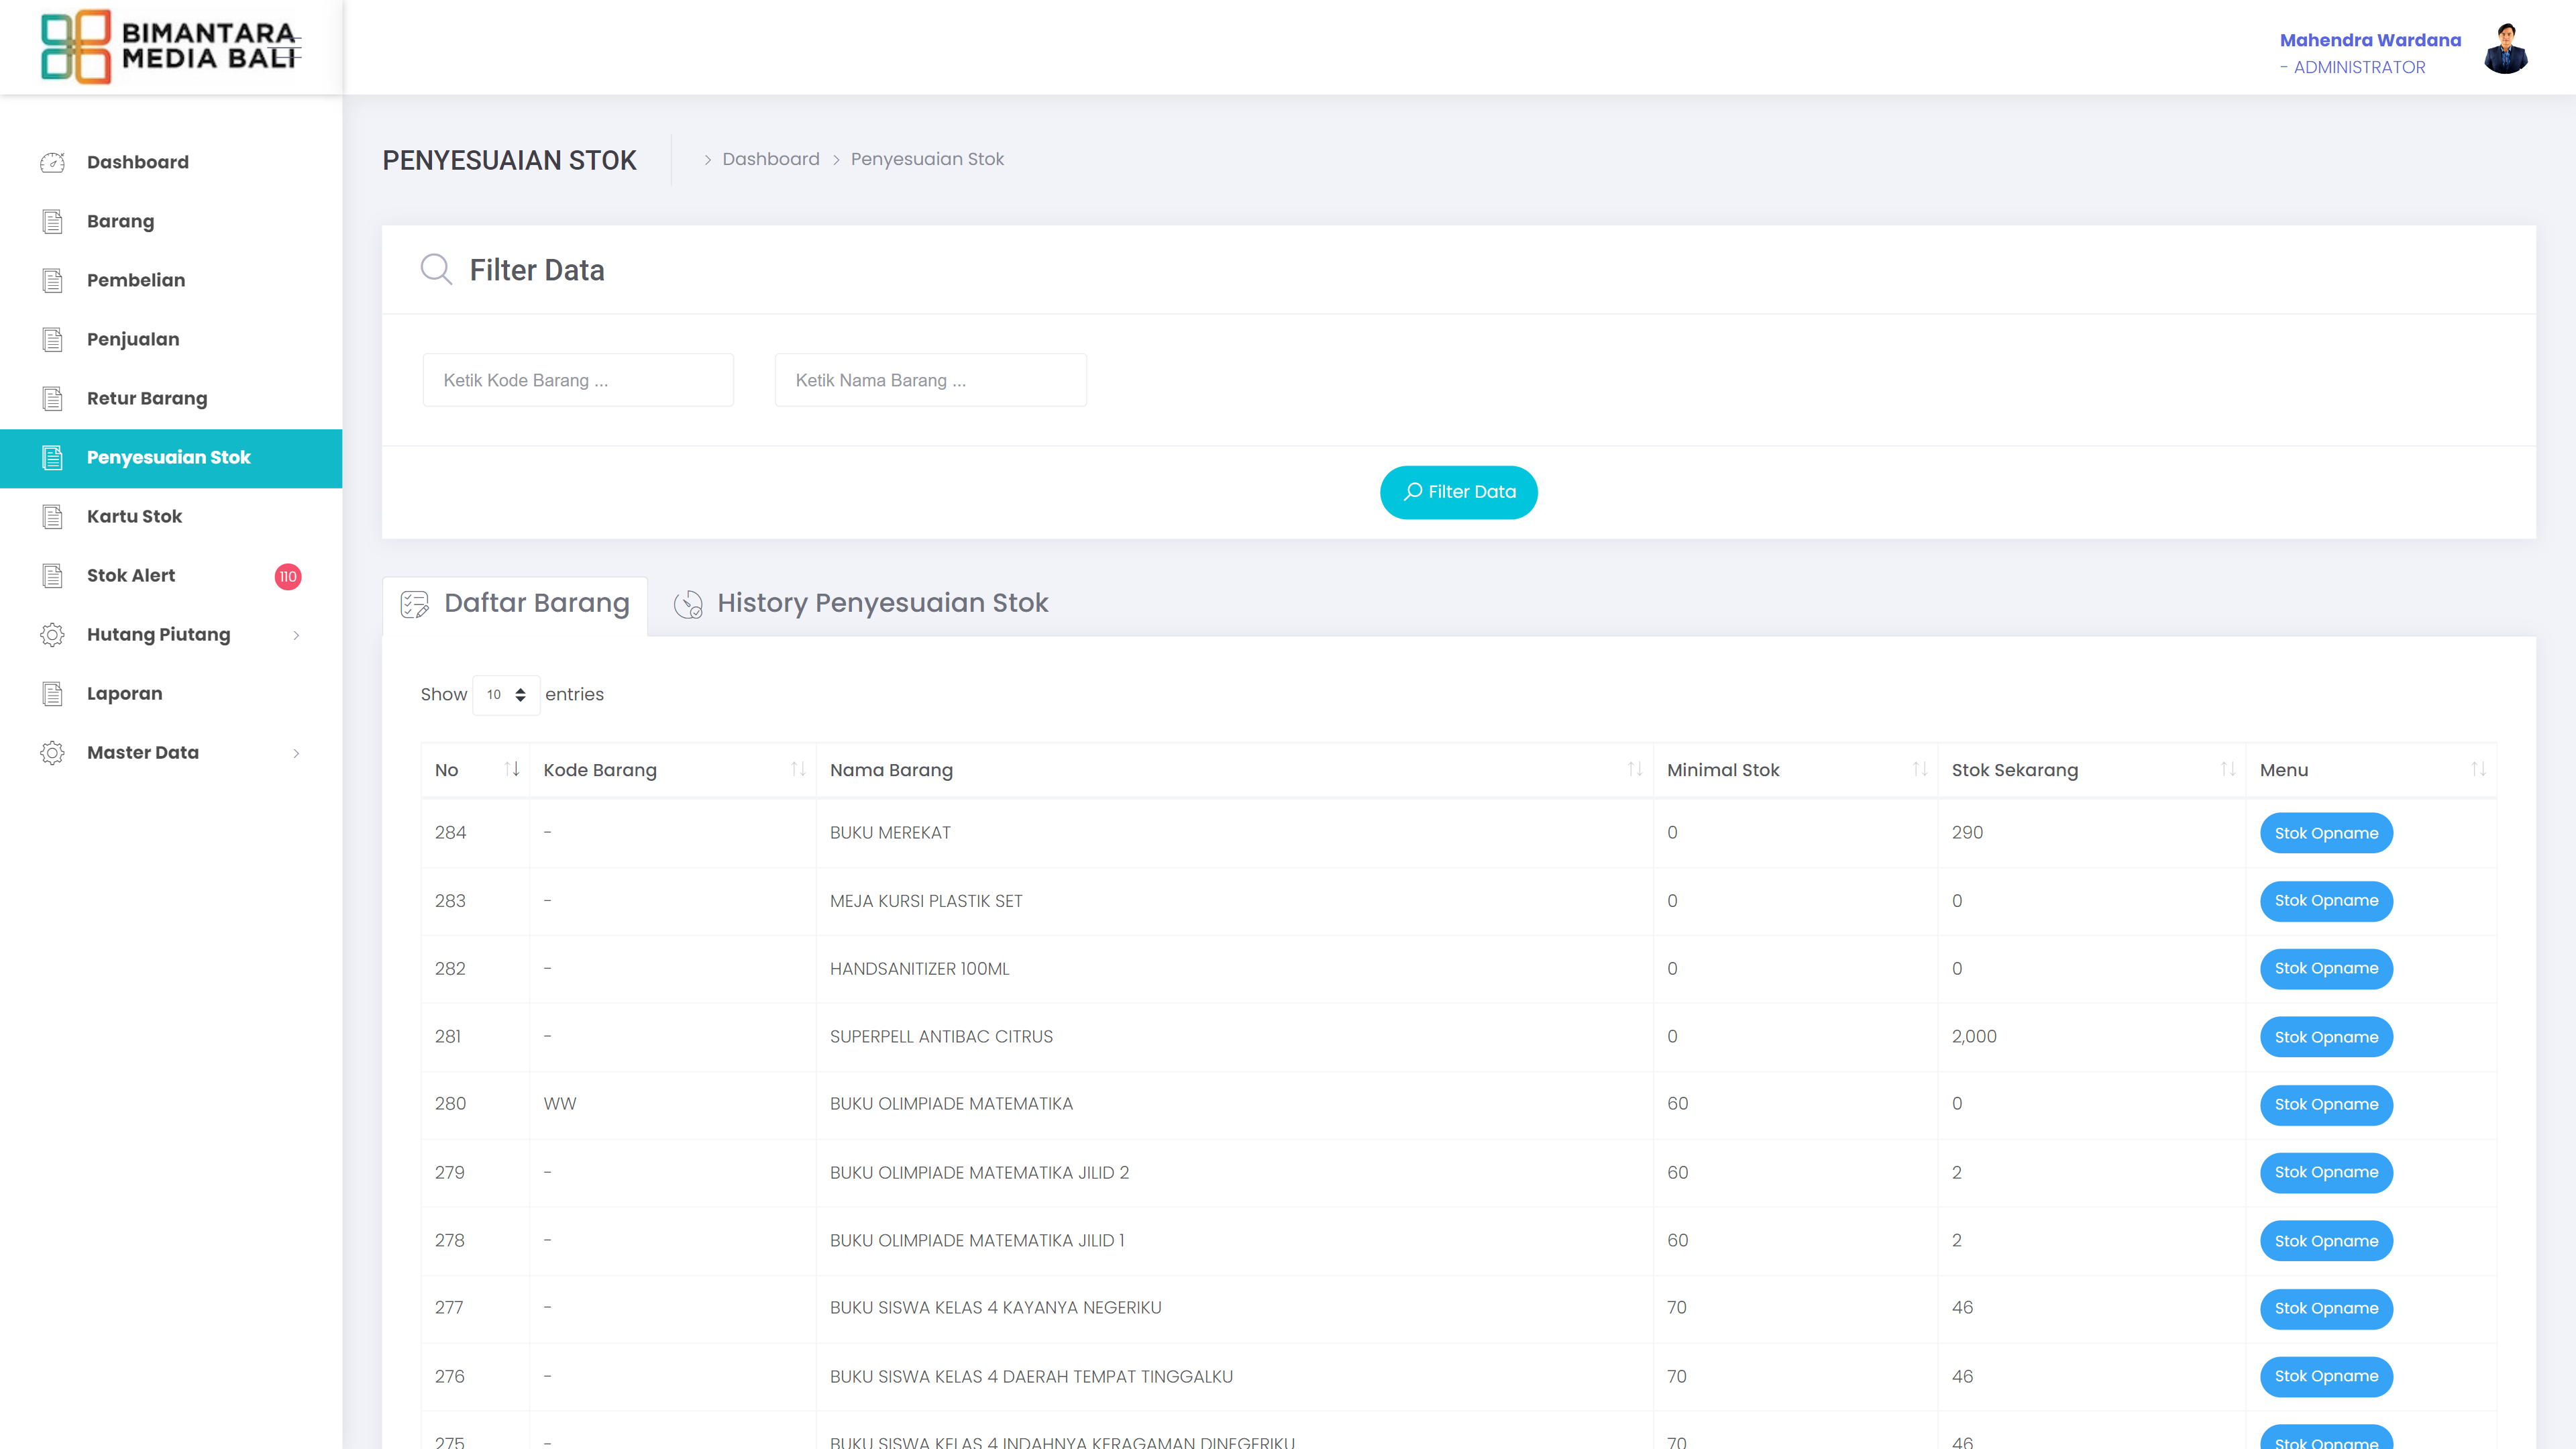 BIMANTARA
MEDIA BALI
Mahendra Wardana
- ADMINISTRATOR
Dashboard
Barang
Pembelian
Penjualan
Retur Barang
Penyesuaian Stok
Kartu Stok
Stok Alert 110
Hutang Piutang
Laporan
Master Data
PENYESUAIAN STOK > Dashboard > Penyesuaian Stok
Filter Data
Ketik Kode Barang ... Ketik Nama Barang ...
Filter Data
Daftar Barang History Penyesuaian Stok
Show 10 entries
No Kode Barang Nama Barang Minimal Stok Stok Sekarang Menu
284 - BUKU MEREKAT 0 290 Stok Opname
283 - MEJA KURSI PLASTIK SET 0 0 Stok Opname
282 - HANDSANITIZER 100ML 0 0 Stok Opname
281 - SUPERPELL ANTIBAC CITRUS 0 2,000 Stok Opname
280 WW BUKU OLIMPIADE MATEMATIKA 60 0 Stok Opname
279 - BUKU OLIMPIADE MATEMATIKA JILID 2 60 2 Stok Opname
278 - BUKU OLIMPIADE MATEMATIKA JILID 1 60 2 Stok Opname
277 - BUKU SISWA KELAS 4 KAYANYA NEGERIKU 70 46 Stok Opname
276 - BUKU SISWA KELAS 4 DAERAH TEMPAT TINGGALKU 70 46 Stok Opname
275 - BUKU SISWA KELAS 4 INDAHNYA KERAGAMAN DINEGERIKU 70 46 Stok Opname